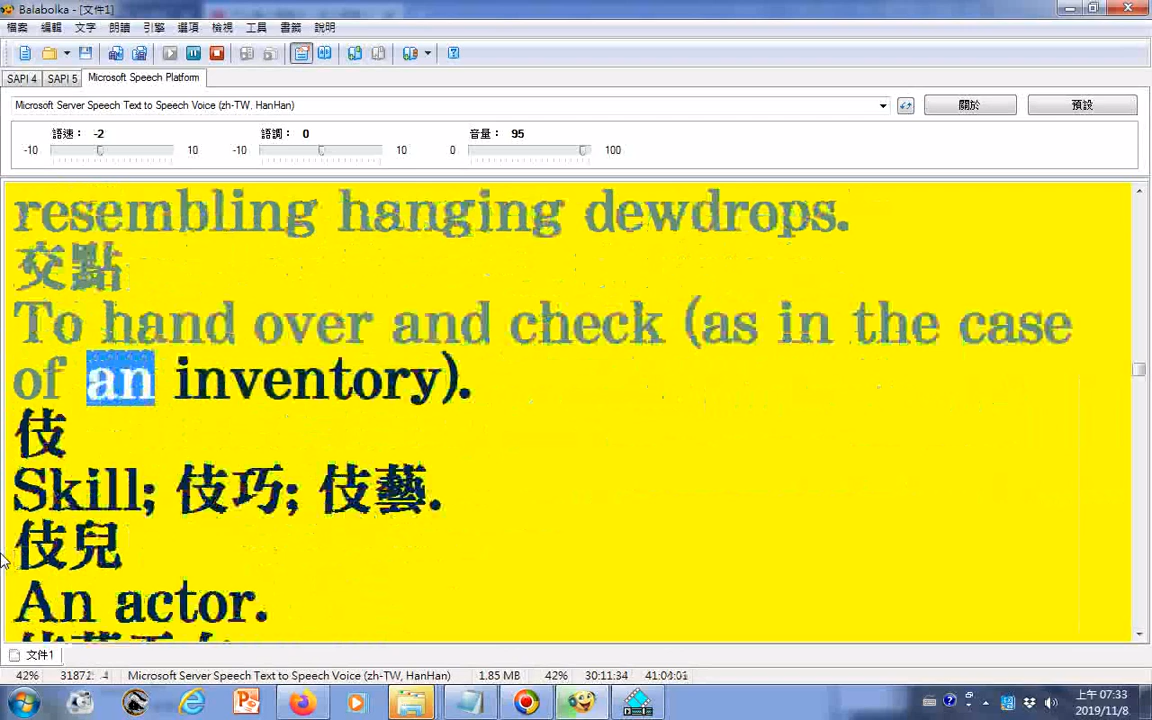 Balabolka - [文件1]
檔案 編輯 文字 朗讀 引擎 選項 檢視 工具 書籤 說明
SAPI 4 SAPI 5 Microsoft Speech Platform
Microsoft Server Speech Text to Speech Voice (zh-TW, HanHan) 關於 預設
語速： -2 語調： 0 音量： 95
-10 10 -10 10 0 100
resembling hanging dewdrops.
交點
To hand over and check (as in the case
of an inventory).
伎
Skill; 伎巧; 伎藝.
伎兒
An actor.
文件1
42% Microsoft Server Speech Text to Speech Voice (zh-TW, HanHan) 1.85 MB 42% 30:11:34
上午 07:33
2019/11/8